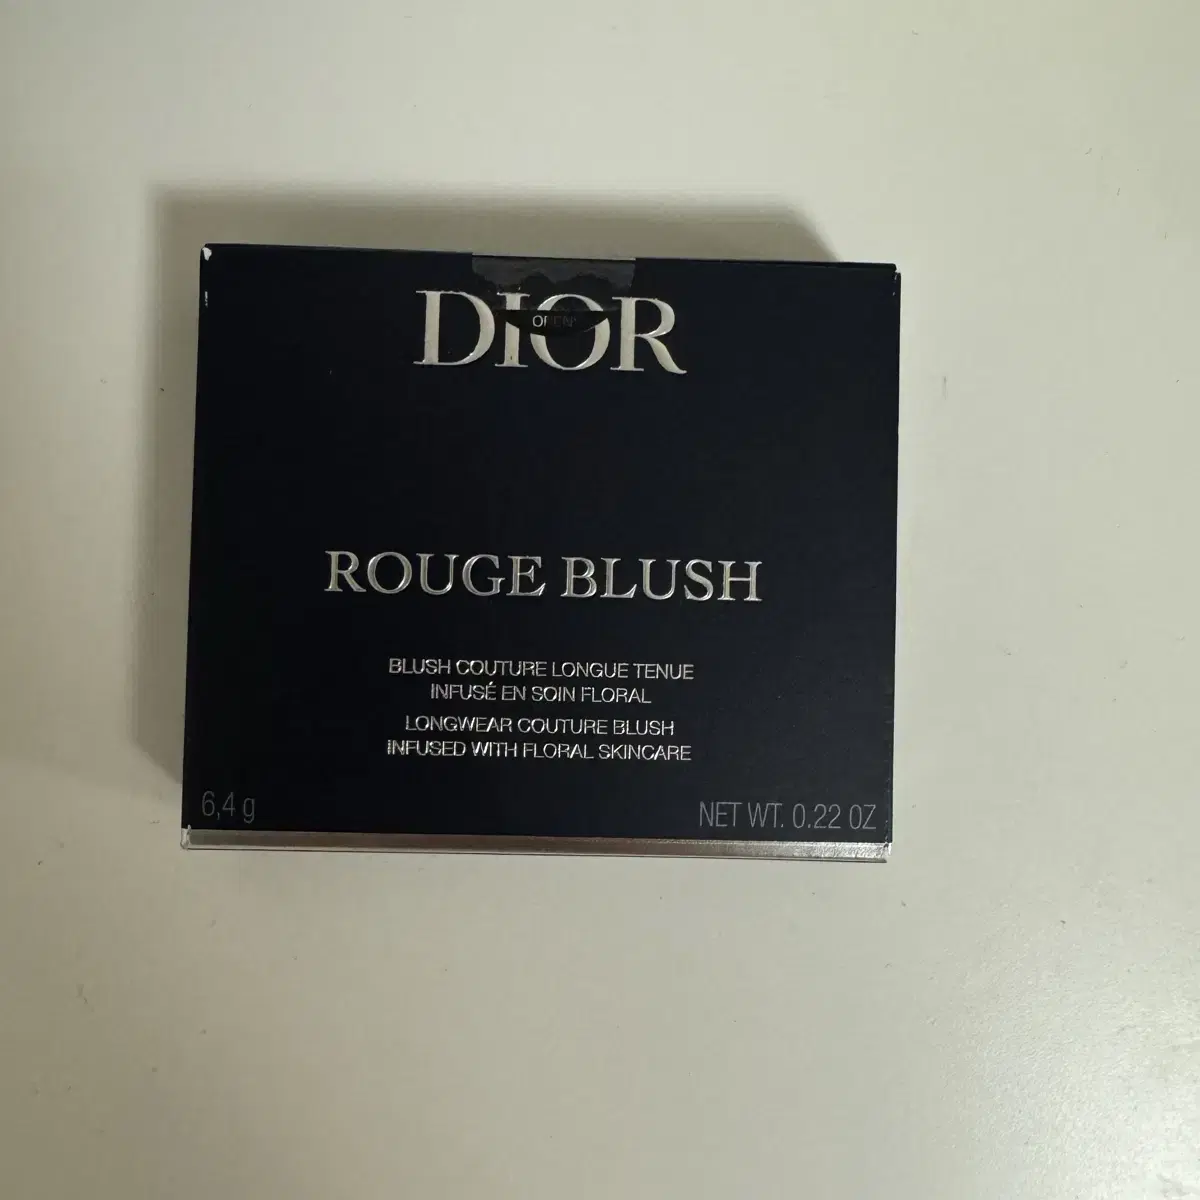 DIOR
OPEN
ROUGE BLUSH
BLUSH COUTURE LONGUE TENUE
INFUSÉ EN SOIN FLORAL
LONGWEAR COUTURE BLUSH
INFUSED WITH FLORAL SKINCARE
6,4 g
NET WT. 0.22 OZ